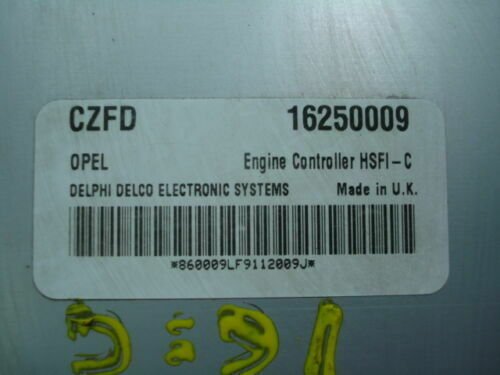 CZFD 16250009
OPEL Engine Controller HSFI-C
DELPHI DELCO ELECTRONIC SYSTEMS Made in U.K.
*860009LF9112009J*